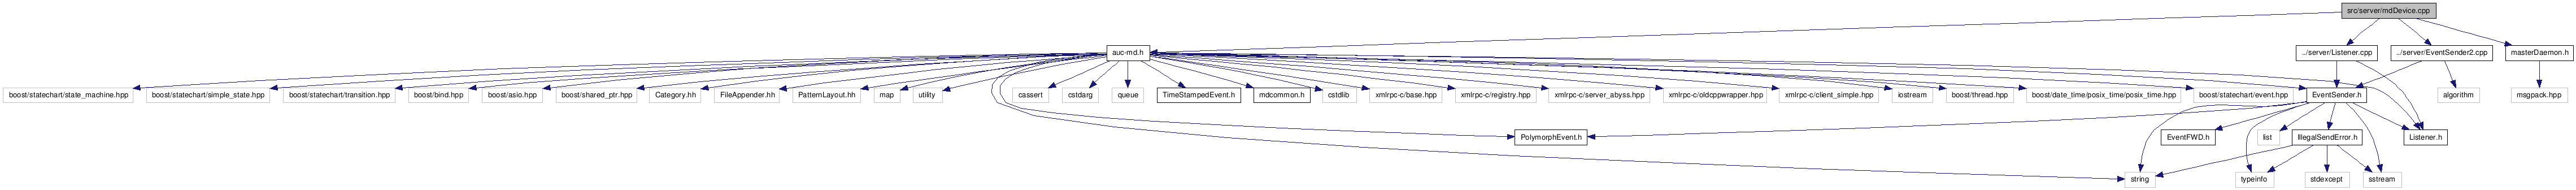 src/server/mdDevice.cpp
auc-md.h
../server/Listener.cpp
../server/EventSender2.cpp
masterDaemon.h
boost/statechart/state_machine.hpp
boost/statechart/simple_state.hpp
boost/statechart/transition.hpp
boost/bind.hpp
boost/asio.hpp
boost/shared_ptr.hpp
Category.hh
FileAppender.hh
PatternLayout.hh
map
utility
cassert
cstdarg
queue
TimeStampedEvent.h
mdcommon.h
cstdlib
xmlrpc-c/base.hpp
xmlrpc-c/registry.hpp
xmlrpc-c/server_abyss.hpp
xmlrpc-c/oldcppwrapper.hpp
xmlrpc-c/client_simple.hpp
iostream
boost/thread.hpp
boost/date_time/posix_time/posix_time.hpp
boost/statechart/event.hpp
EventSender.h
algorithm
msgpack.hpp
PolymorphEvent.h
EventFWD.h
list
IllegalSendError.h
Listener.h
string
typeinfo
stdexcept
sstream